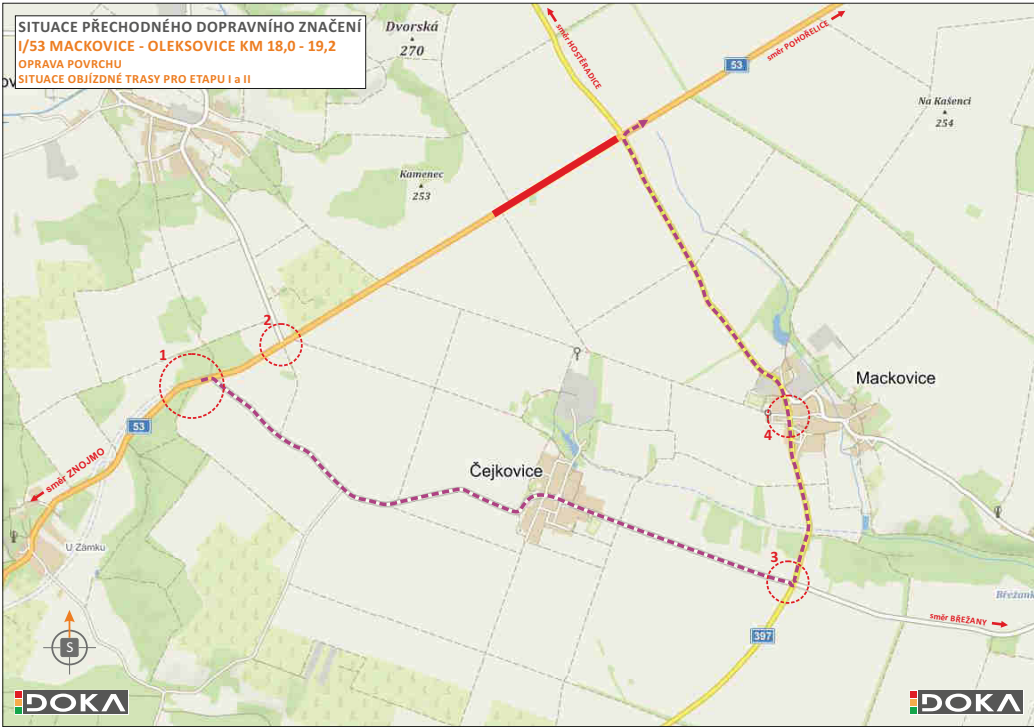 SITUACE PŘECHODNÉHO DOPRAVNÍHO ZNAČENÍ
I/53 MACKOVICE - OLEKSOVICE KM 18,0 - 19,2
OPRAVA POVRCHU
SITUACE OBJÍZDNÉ TRASY PRO ETAPU I a II
Dvorská
270
směr HOSTĚRADICE
směr POHOŘELICE
53
Na Kašenci
254
Kamenec
253
2
1
53
Mackovice
4
Čejkovice
směr ZNOJMO
U Zámku
3
Břežank
směr BŘEŽANY
397
S
DOKA
DOKA